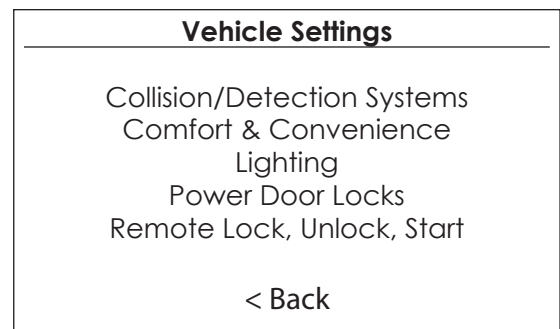 Vehicle Settings
Collision/Detection Systems
Comfort & Convenience
Lighting
Power Door Locks
Remote Lock, Unlock, Start
< Back